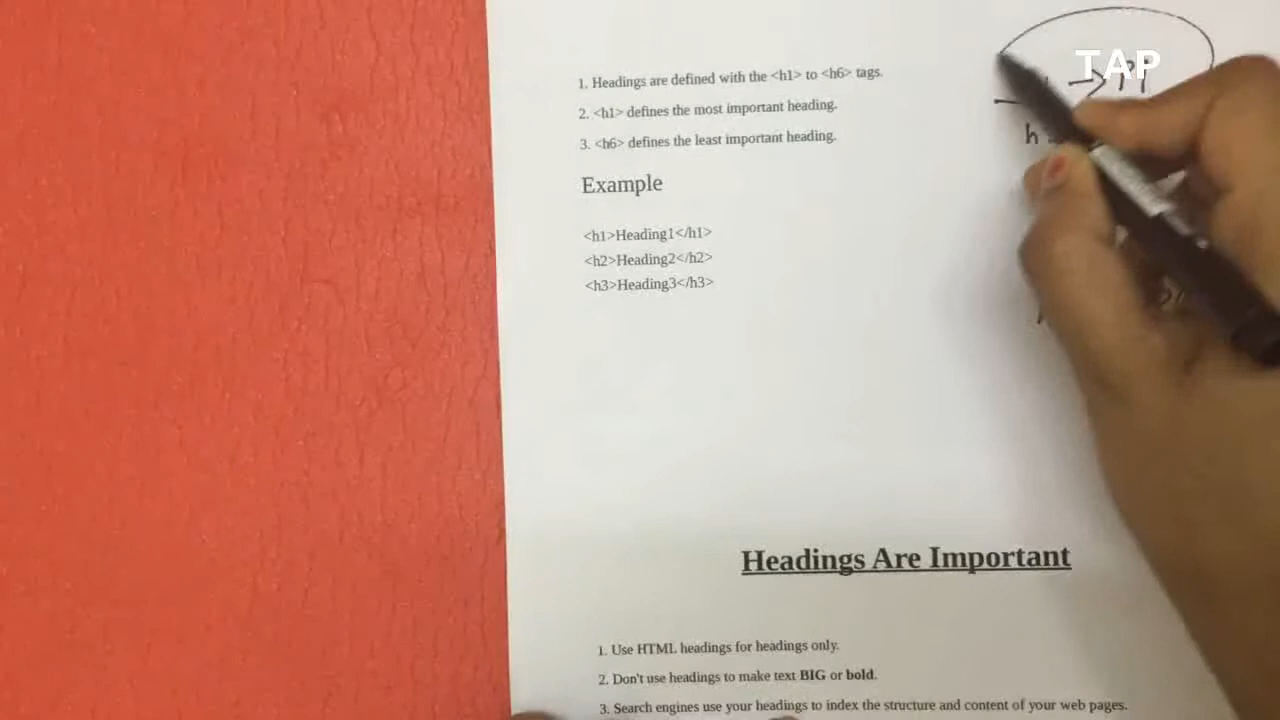 TAP
1. Headings are defined with the <h1> to <h6> tags.
2. <h1> defines the most important heading.
3. <h6> defines the least important heading.
Example
<h1>Heading1</h1>
<h2>Heading2</h2>
<h3>Heading3</h3>
Headings Are Important
1. Use HTML headings for headings only.
2. Don't use headings to make text BIG or bold.
3. Search engines use your headings to index the structure and content of your web pages.